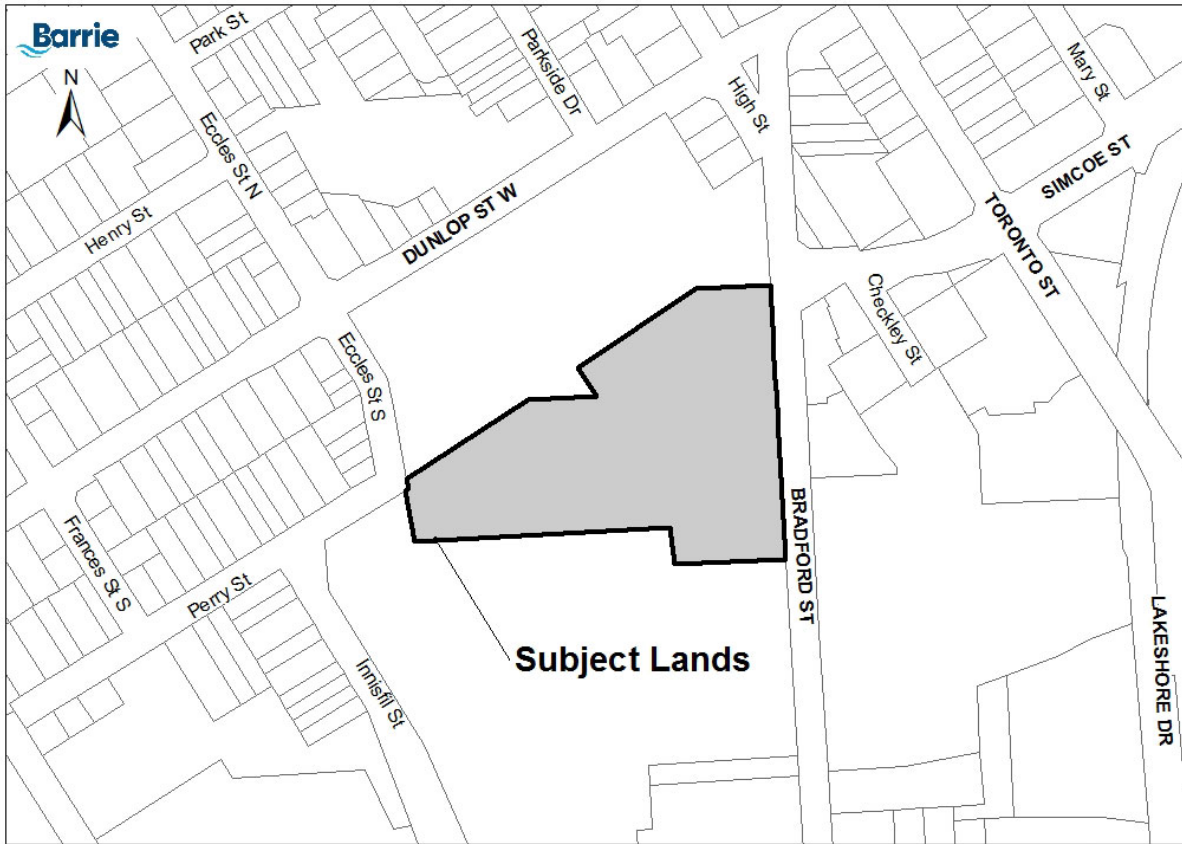 Barrie
N
Park St
Parkside Dr
Mary St
High St
Eccles St N
SIMCOE ST
Henry St
DUNLOP ST W
TORONTO ST
Checkley St
Eccles St S
BRADFORD ST
Frances St S
Perry St
Subject Lands
LAKESHORE DR
Innisfil St